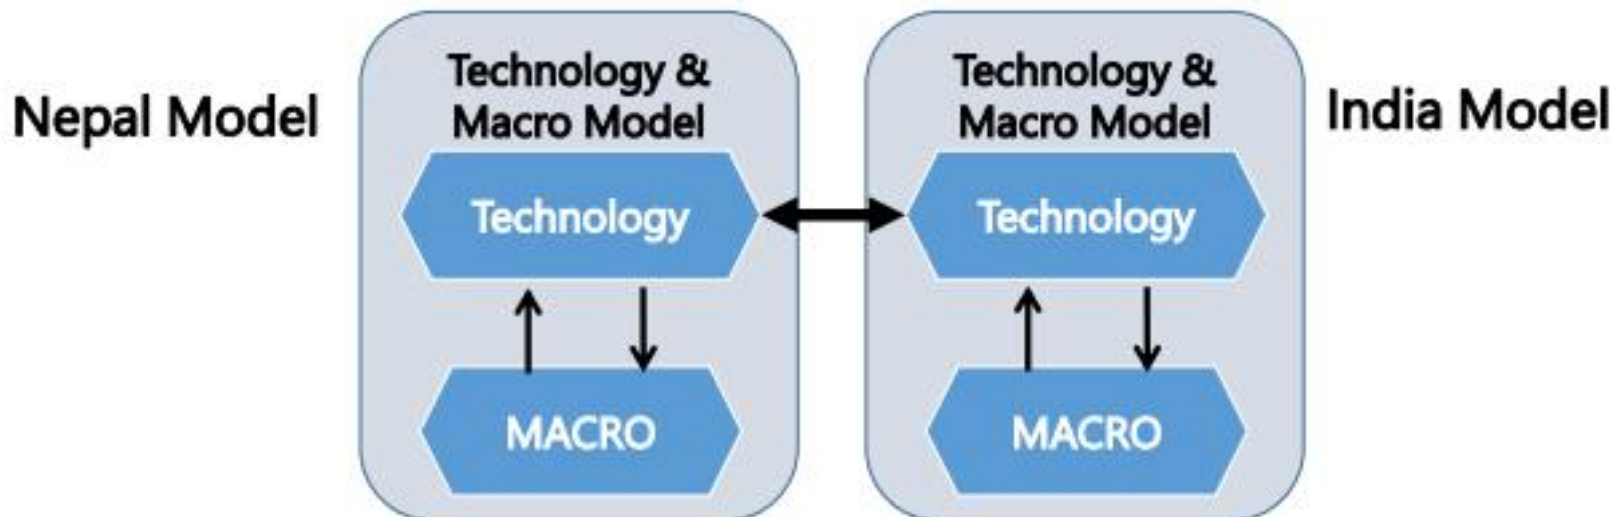 Nepal Model
Technology &
Macro Model
Technology
MACRO
Technology &
Macro Model
Technology
MACRO
India Model